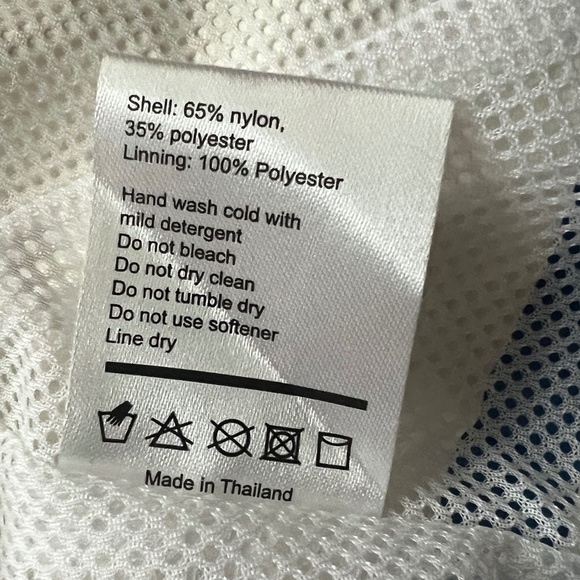 Shell: 65% nylon,
35% polyester
Linning: 100% Polyester
Hand wash cold with
mild detergent
Do not bleach
Do not dry clean
Do not tumble dry
Do not use softener
Line dry
Made in Thailand